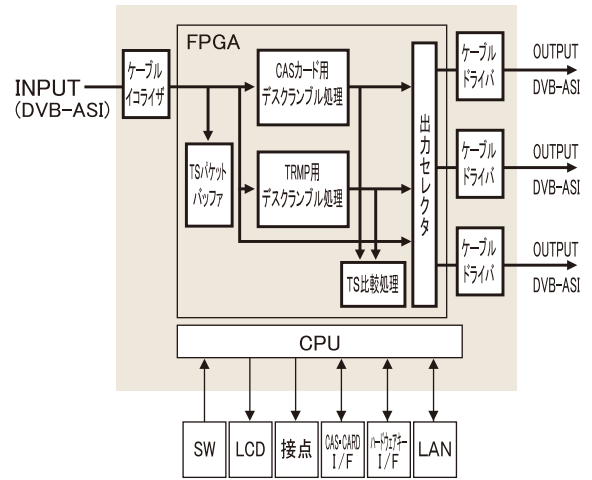 FPGA
INPUT
(DVB-ASI)
ケーブル
イコライザ
CASカード用
デスクランブル処理
TSパケット
バッファ
TRMP用
デスクランブル処理
TS比較処理
出力セレクタ
ケーブル
ドライバ
OUTPUT
DVB-ASI
ケーブル
ドライバ
OUTPUT
DVB-ASI
ケーブル
ドライバ
OUTPUT
DVB-ASI
CPU
SW
LCD
接点
CAS・CARD
I/F
ハードウェアキー
I/F
LAN